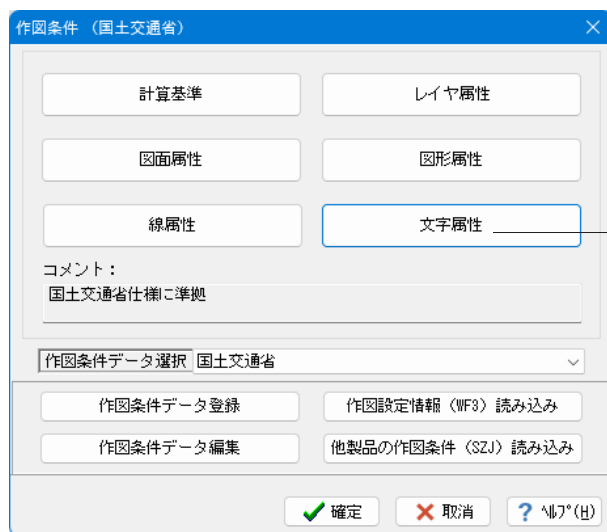 作図条件 （国土交通省）
計算基準
レイヤ属性
図面属性
図形属性
線属性
文字属性
コメント：
国土交通省仕様に準拠
作図条件データ選択 国土交通省
作図条件データ登録
作図設定情報（WF3）読み込み
作図条件データ編集
他製品の作図条件（SZJ）読み込み
確定
取消
ﾍﾙﾌﾟ(H)